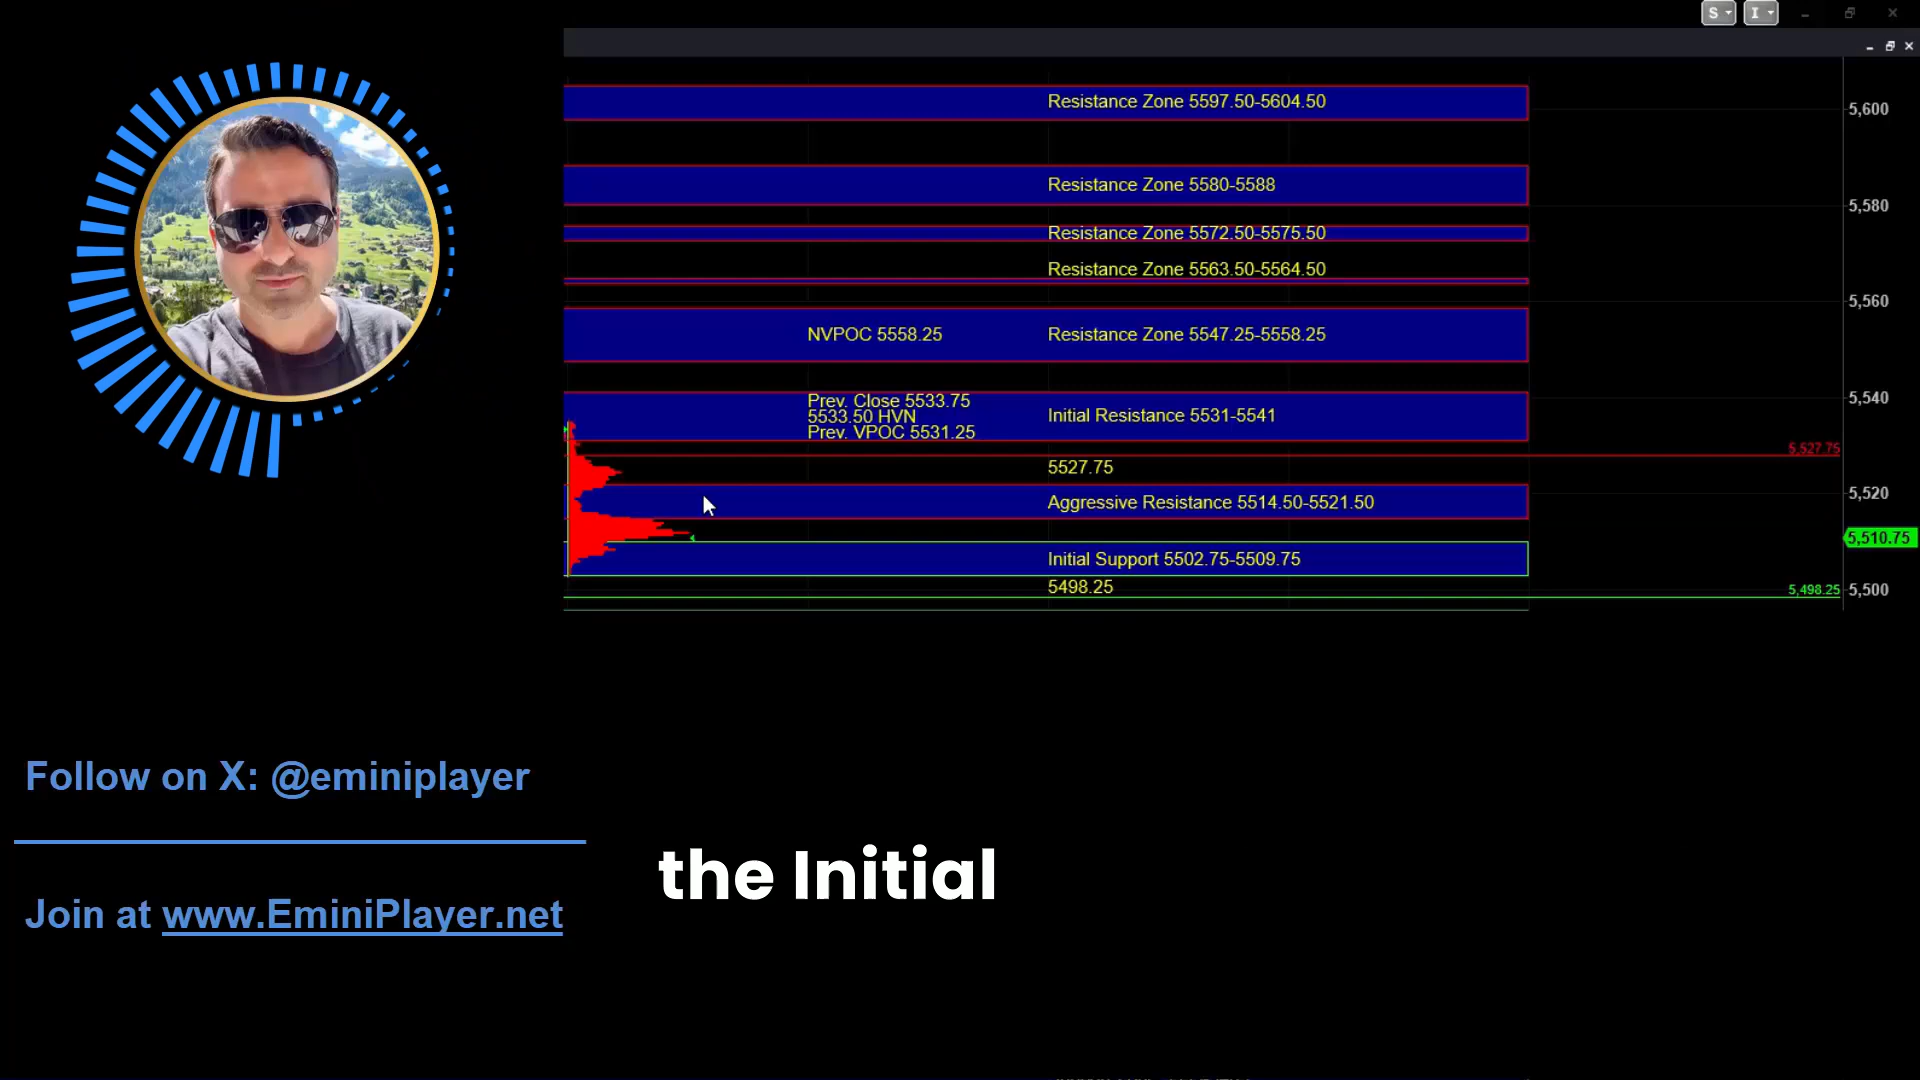 S
I
Resistance Zone 5597.50-5604.50
5,600
Resistance Zone 5580-5588
5,580
Resistance Zone 5572.50-5575.50
Resistance Zone 5563.50-5564.50
5,560
NVPOC 5558.25
Resistance Zone 5547.25-5558.25
5,540
Prev. Close 5533.75
5533.50 HVN
Prev. VPOC 5531.25
Initial Resistance 5531-5541
5,527.75
5527.75
5,520
Aggressive Resistance 5514.50-5521.50
5,510.75
Initial Support 5502.75-5509.75
5498.25
5,498.25
5,500
Follow on X: @eminiplayer
the Initial
Join at www.EminiPlayer.net